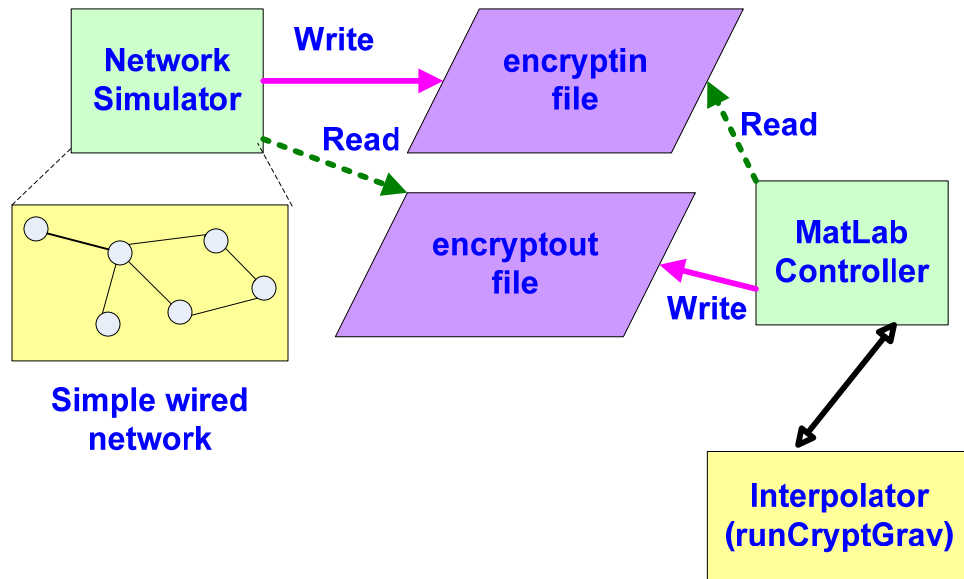 Network
Simulator
Write
encryptin
file
Read
Read
encryptout
file
MatLab
Controller
Write
Simple wired
network
Interpolator
(runCryptGrav)